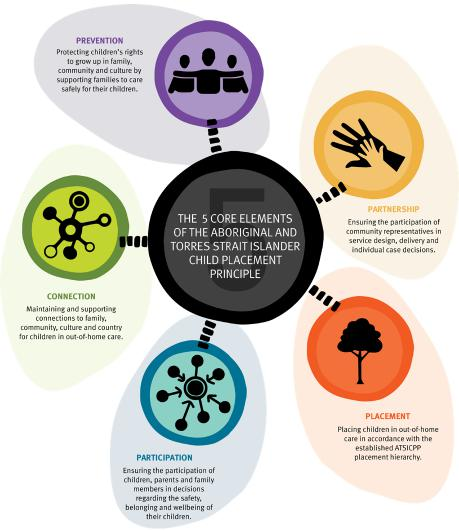 PREVENTION
Protecting children's rights
to grow up in family,
community and culture by
supporting families to care
safely for their children.
5
THE 5 CORE ELEMENTS
OF THE ABORIGINAL AND
TORRES STRAIT ISLANDER
CHILD PLACEMENT
PRINCIPLE
PARTNERSHIP
Ensuring the participation of
community representatives in
service design, delivery and
individual case decisions.
CONNECTION
Maintaining and supporting
connections to family,
community, culture and country
for children in out-of-home care.
PLACEMENT
Placing children in out-of-home
care in accordance with the
established ATSICPP
placement hierarchy.
PARTICIPATION
Ensuring the participation of
children, parents and family
members in decisions
regarding the safety,
belonging and wellbeing of
their children.